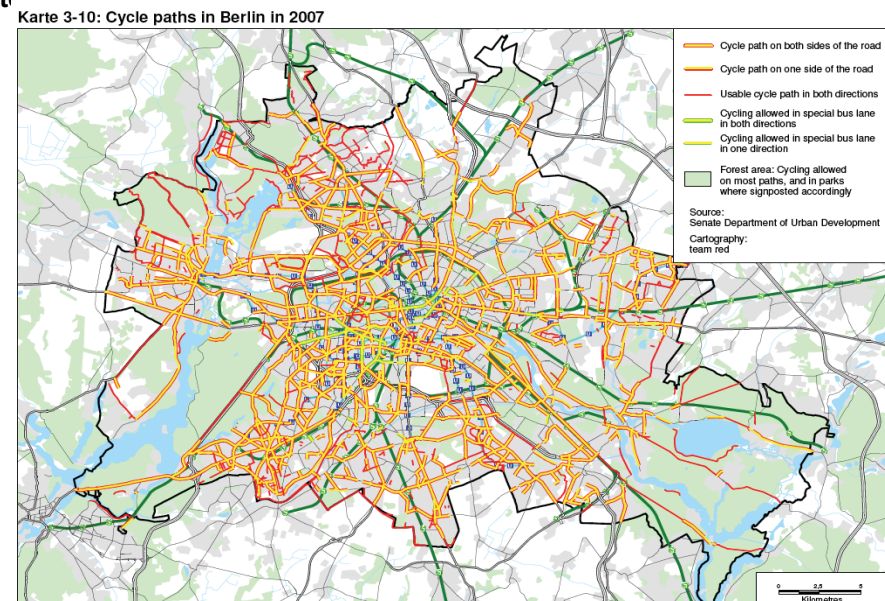 Karte 3-10: Cycle paths in Berlin in 2007
Cycle path on both sides of the road
Cycle path on one side of the road
Usable cycle path in both directions
Cycling allowed in special bus lane
in both directions
Cycling allowed in special bus lane
in one direction
Forest area: Cycling allowed
on most paths, and in parks
where signposted accordingly
Source:
Senate Department of Urban Development
Cartography:
team red
0 2,5 5
Kilometres